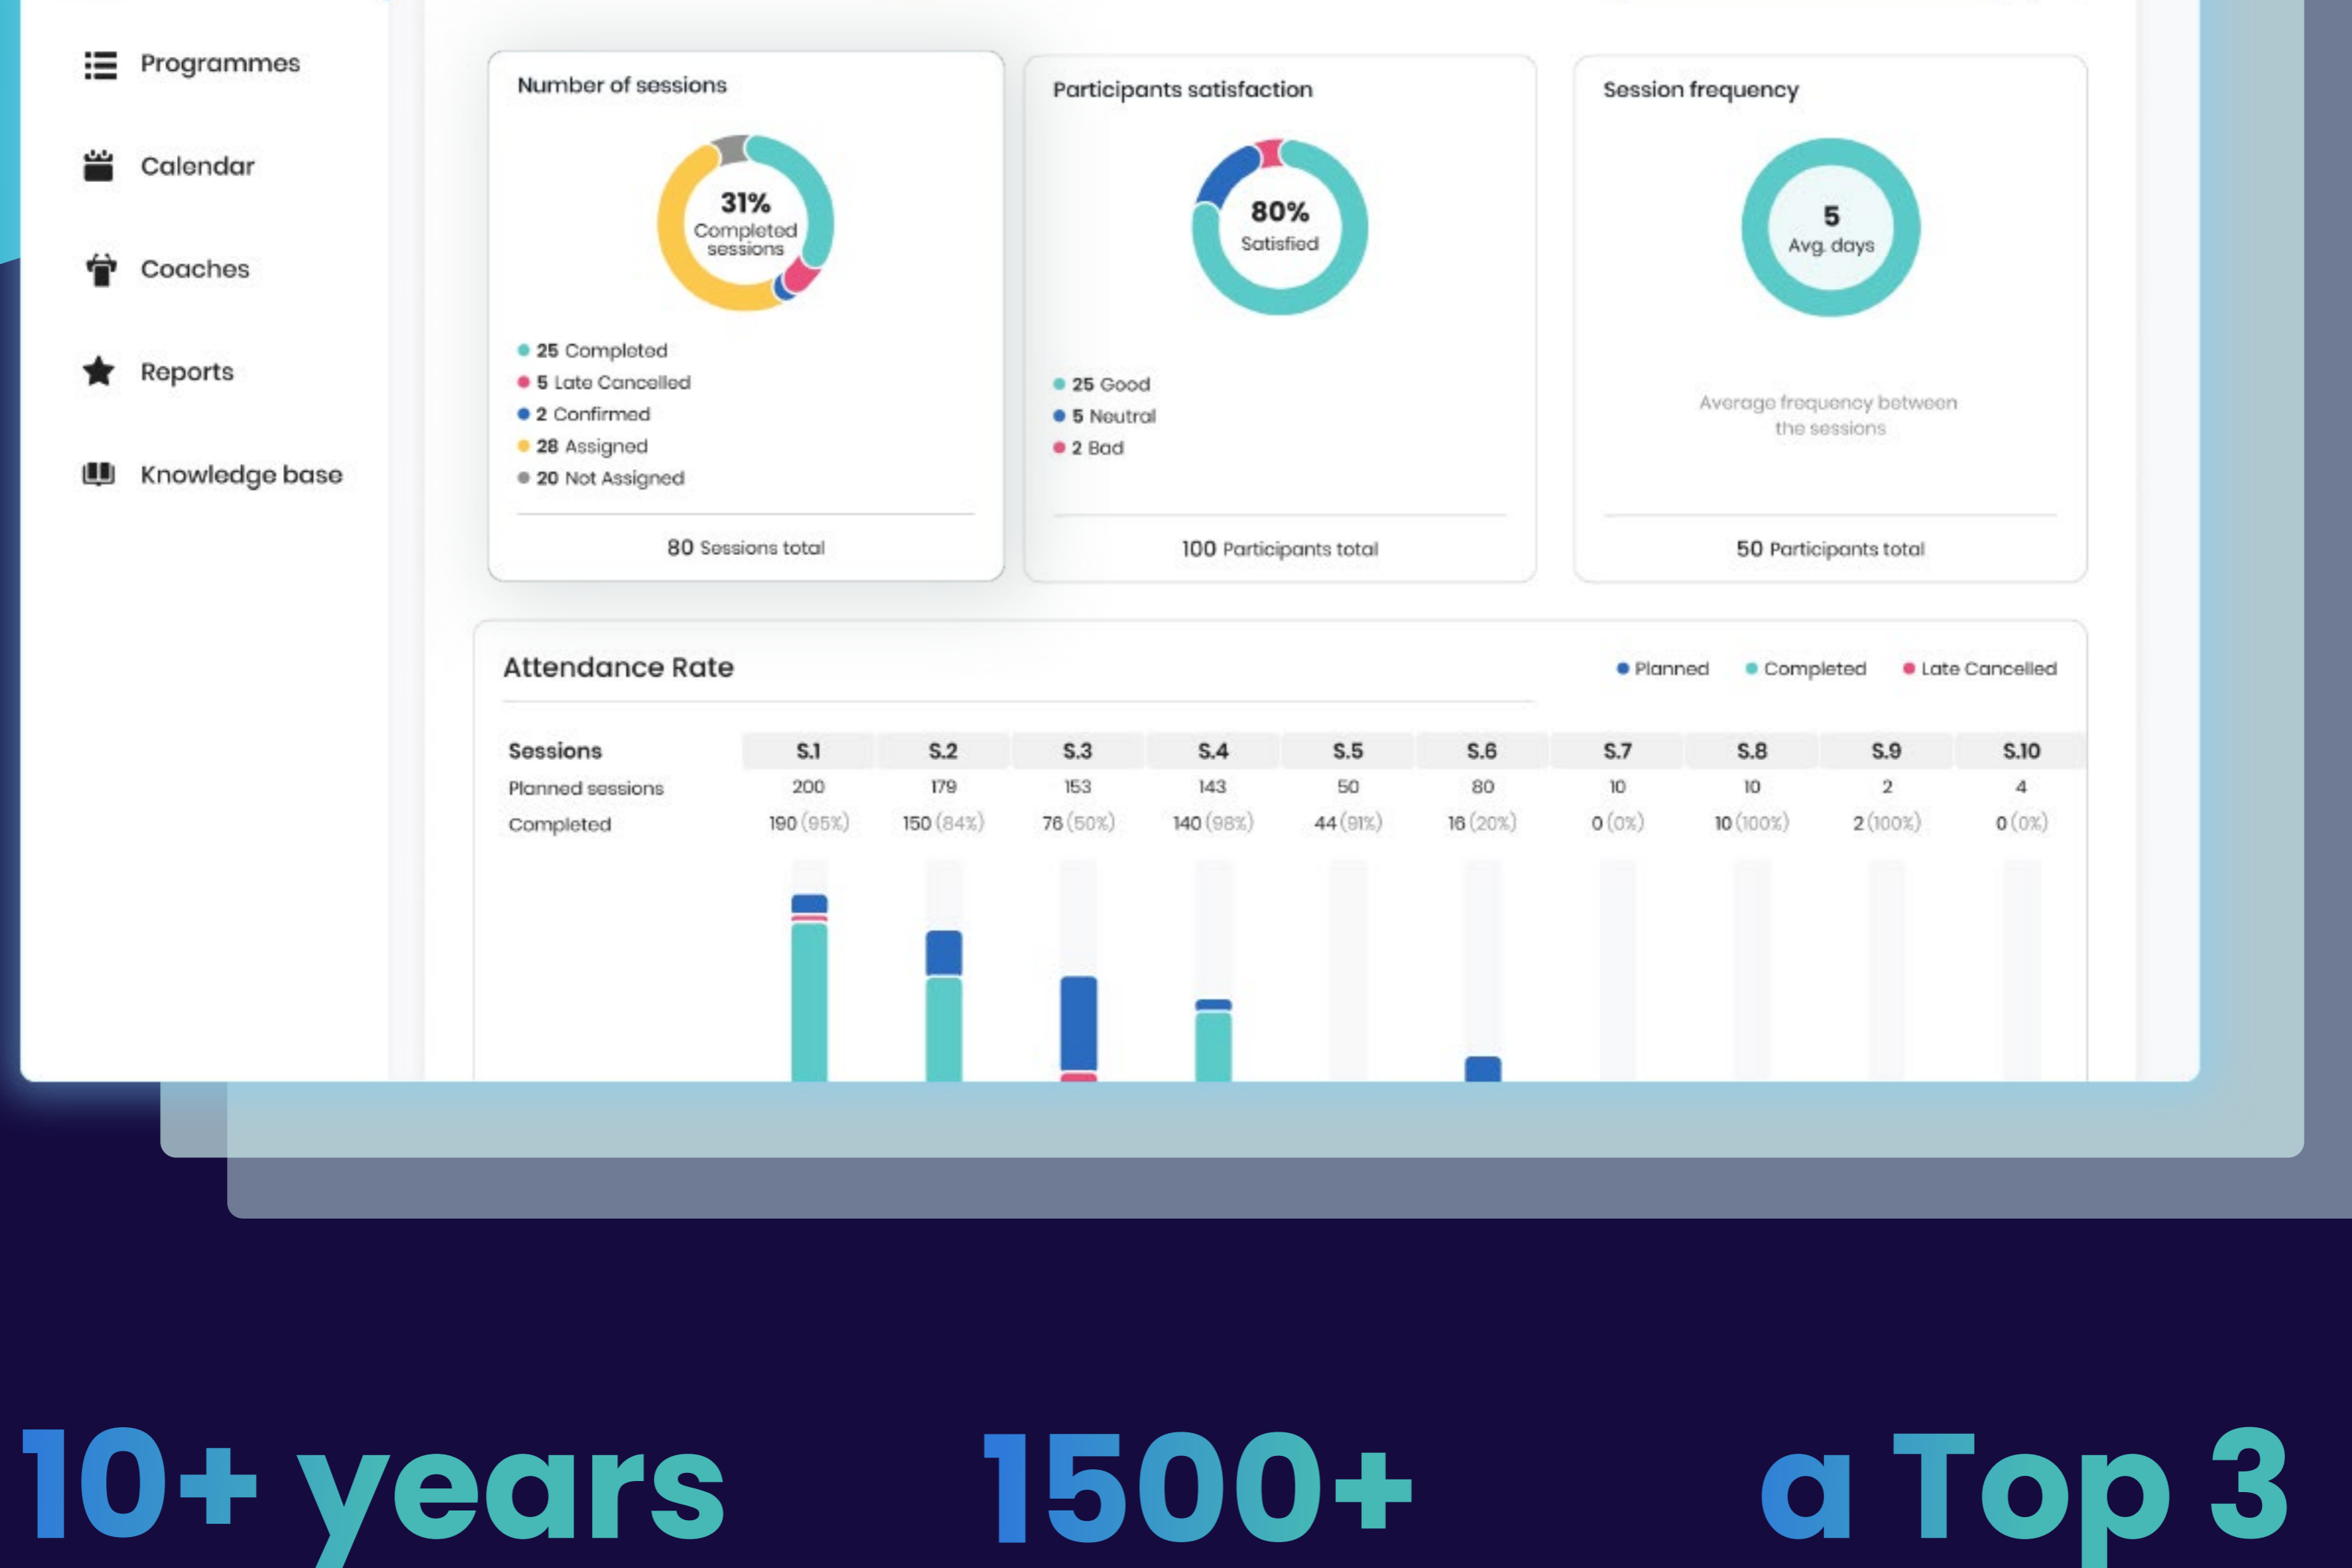 Programmes
Calendar
Coaches
Reports
Knowledge base
Number of sessions
31%
Completed
sessions
25 Completed
5 Late Cancelled
2 Confirmed
28 Assigned
20 Not Assigned
80 Sessions total
Participants satisfaction
80%
Satisfied
25 Good
5 Neutral
2 Bad
100 Participants total
Session frequency
5
Avg. days
Average frequency between
the sessions
50 Participants total
Attendance Rate
Planned Completed Late Cancelled
Sessions S.1 S.2 S.3 S.4 S.5 S.6 S.7 S.8 S.9 S.10
Planned sessions 200 179 153 143 50 80 10 10 2 4
Completed 190 (95%) 150 (84%) 76 (50%) 140 (98%) 44 (91%) 16 (20%) 0 (0%) 10 (100%) 2 (100%) 0 (0%)
10+ years 1500+ a Top 3